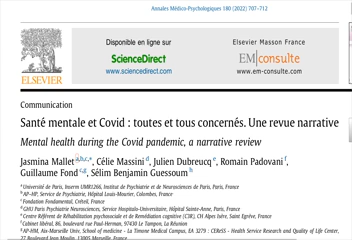 Annales Médico-Psychologiques 180 (2022) 707–712
Disponible en ligne sur
ScienceDirect
www.sciencedirect.com
Elsevier Masson France
EM|consulte
www.em-consulte.com
ELSEVIER
Communication
Santé mentale et Covid : toutes et tous concernés. Une revue narrative
Mental health during the Covid pandemic, a narrative review
Jasmina Mallet a,b,c,*, Célie Massini d, Julien Dubreucq e, Romain Padovani f,
Guillaume Fond c,g, Sélim Benjamin Guessoum h
a Université de Paris, Inserm UMR1266, Institut de Psychiatrie et de Neurosciences de Paris, Paris, France
b AP–HP, Service de Psychiatrie, Hôpital Louis-Mourier, Colombes, France
c Fondation Fondamental, Créteil, France
d GHU Paris Psychiatrie Neurosciences, Service Hospitalo-Universitaire, Hôpital Sainte-Anne, Paris, France
e Centre Référent de Réhabilitation psychosociale et de Remédiation cognitive (C3R), CH Alpes Isère, Saint Egrève, France
f Cabinet libéral, 86, boulevard rue Paul-Herman, 97430 Le Tampon, La Réunion
g AP-HM, Aix-Marseille Univ, School of medicine - La Timone Medical Campus, EA 3279 : CEReSS - Health Service Research and Quality of Life Center,
27 Boulevard Jean Moulin, 13005 Marseille, France